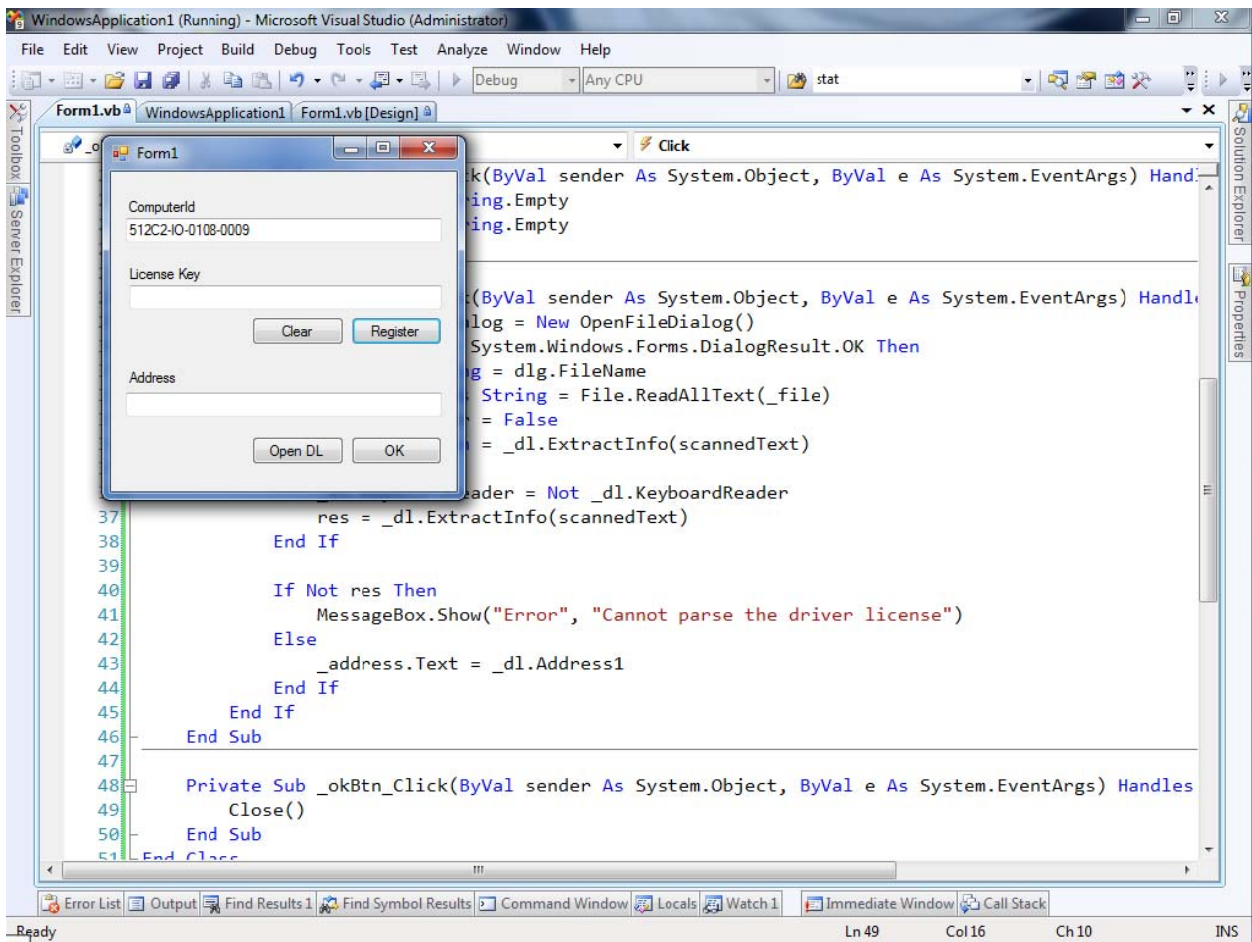 WindowsApplication1 (Running) - Microsoft Visual Studio (Administrator)
File Edit View Project Build Debug Tools Test Analyze Window Help
Debug Any CPU stat
Form1.vb WindowsApplication1 Form1.vb [Design]
Toolbox
Server Explorer
Solution Explorer
Properties
Click
Form1
ComputerId
512C2-IO-0108-0009
License Key
Clear Register
Address
Open DL OK
(ByVal sender As System.Object, ByVal e As System.EventArgs) Hand
.Empty
.Empty
(ByVal sender As System.Object, ByVal e As System.EventArgs) Handl
= New OpenFileDialog()
System.Windows.Forms.DialogResult.OK Then
= dlg.FileName
String = File.ReadAllText(_file)
= False
= _dl.ExtractInfo(scannedText)
= Not _dl.KeyboardReader
37 res = _dl.ExtractInfo(scannedText)
38 End If
39
40 If Not res Then
41 MessageBox.Show("Error", "Cannot parse the driver license")
42 Else
43 _address.Text = _dl.Address1
44 End If
45 End If
46 End Sub
47
48 Private Sub _okBtn_Click(ByVal sender As System.Object, ByVal e As System.EventArgs) Handles
49 Close()
50 End Sub
51 End Class
Error List Output Find Results 1 Find Symbol Results Command Window Locals Watch 1 Immediate Window Call Stack
Ready Ln 49 Col 16 Ch 10 INS